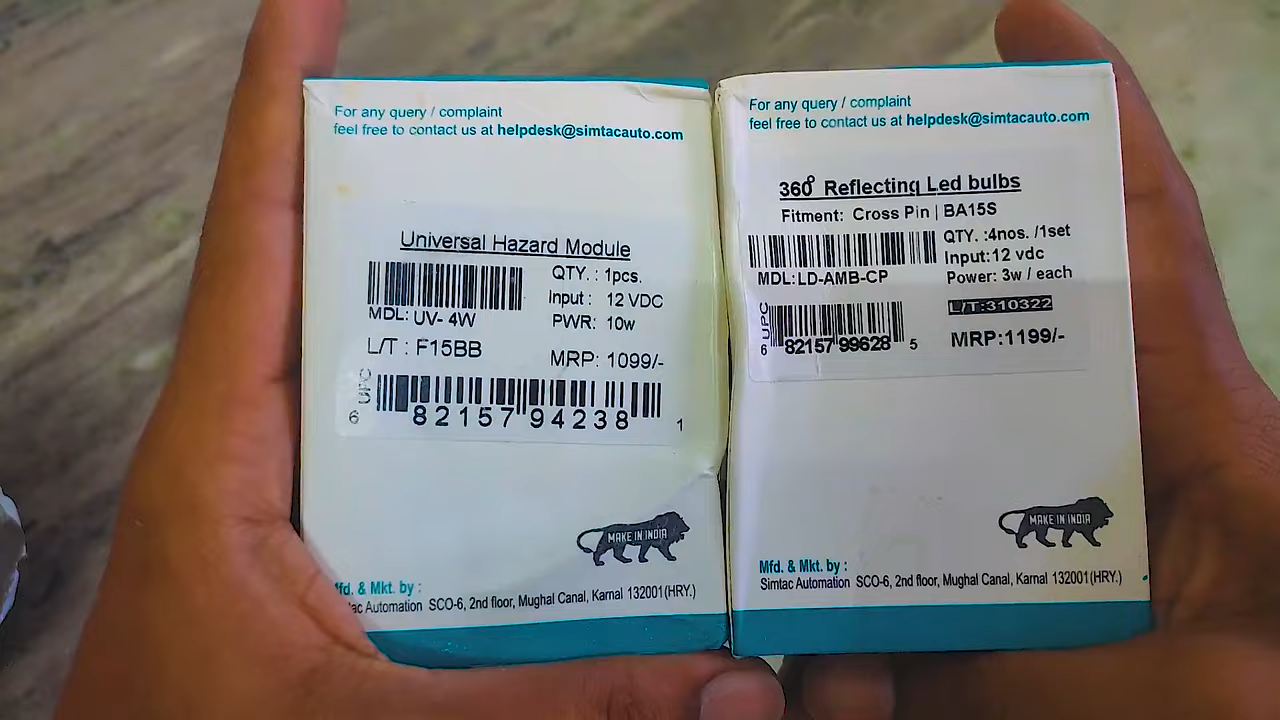 For any query / complaint
feel free to contact us at helpdesk@simtacauto.com
Universal Hazard Module
QTY. : 1pcs.
Input : 12 VDC
MDL: UV- 4W
PWR: 10w
L/T : F15BB
MRP: 1099/-
UPC
6 82157 94238 1
MAKE IN INDIA
Mfd. & Mkt. by :
Automation SCO-6, 2nd floor, Mughal Canal, Karnal 132001(HRY.)
For any query / complaint
feel free to contact us at helpdesk@simtacauto.com
360° Reflecting Led bulbs
Fitment: Cross Pin | BA15S
QTY. :4nos. /1set
Input:12 vdc
MDL:LD-AMB-CP
Power: 3w / each
L/T:310322
UPC
6 82157 99628 5
MRP:1199/-
MAKE IN INDIA
Mfd. & Mkt. by :
Simtac Automation SCO-6, 2nd floor, Mughal Canal, Karnal 132001(HRY.)